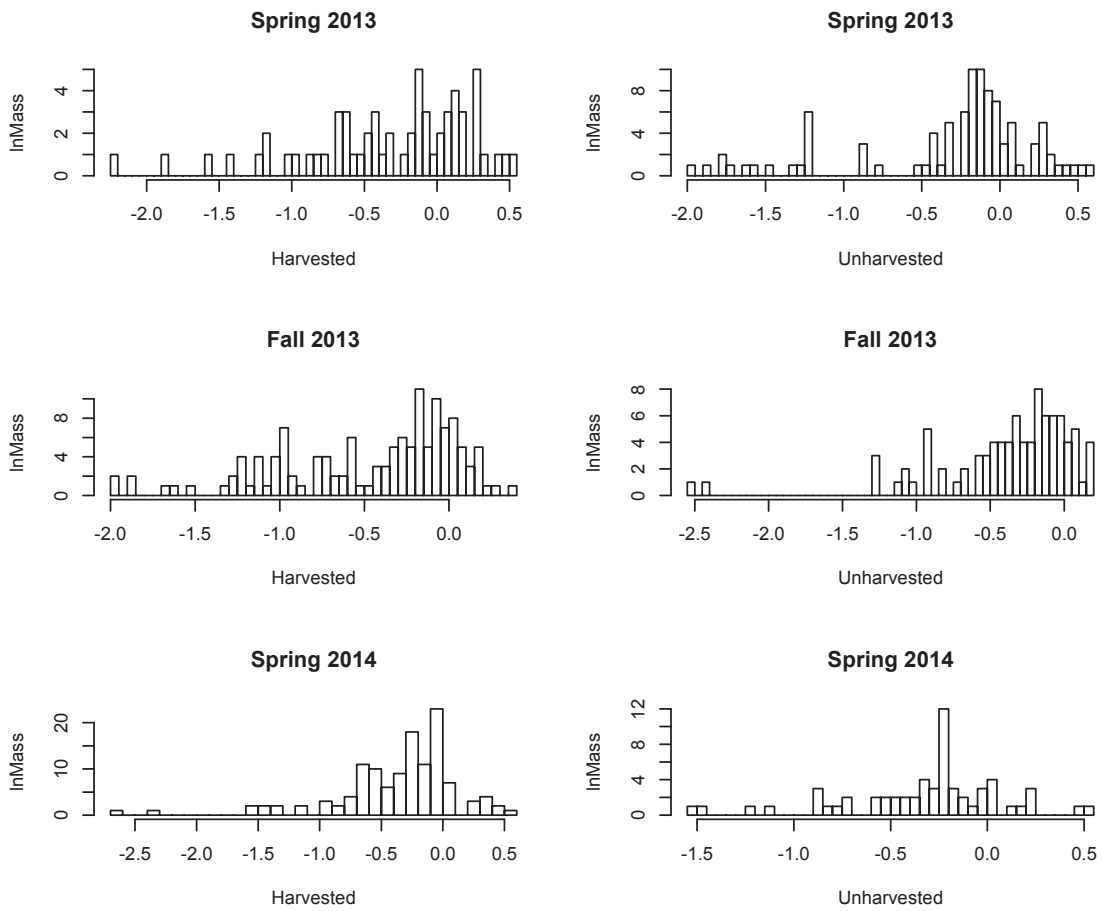 Spring 2013
lnMass
0 2 4
-2.0 -1.5 -1.0 -0.5 0.0 0.5
Harvested
Spring 2013
lnMass
0 4 8
-2.0 -1.5 -1.0 -0.5 0.0 0.5
Unharvested
Fall 2013
lnMass
0 4 8
-2.0 -1.5 -1.0 -0.5 0.0
Harvested
Fall 2013
lnMass
0 2 4 6 8
-2.5 -2.0 -1.5 -1.0 -0.5 0.0
Unharvested
Spring 2014
lnMass
0 10 20
-2.5 -2.0 -1.5 -1.0 -0.5 0.0 0.5
Harvested
Spring 2014
lnMass
0 4 8 12
-1.5 -1.0 -0.5 0.0 0.5
Unharvested